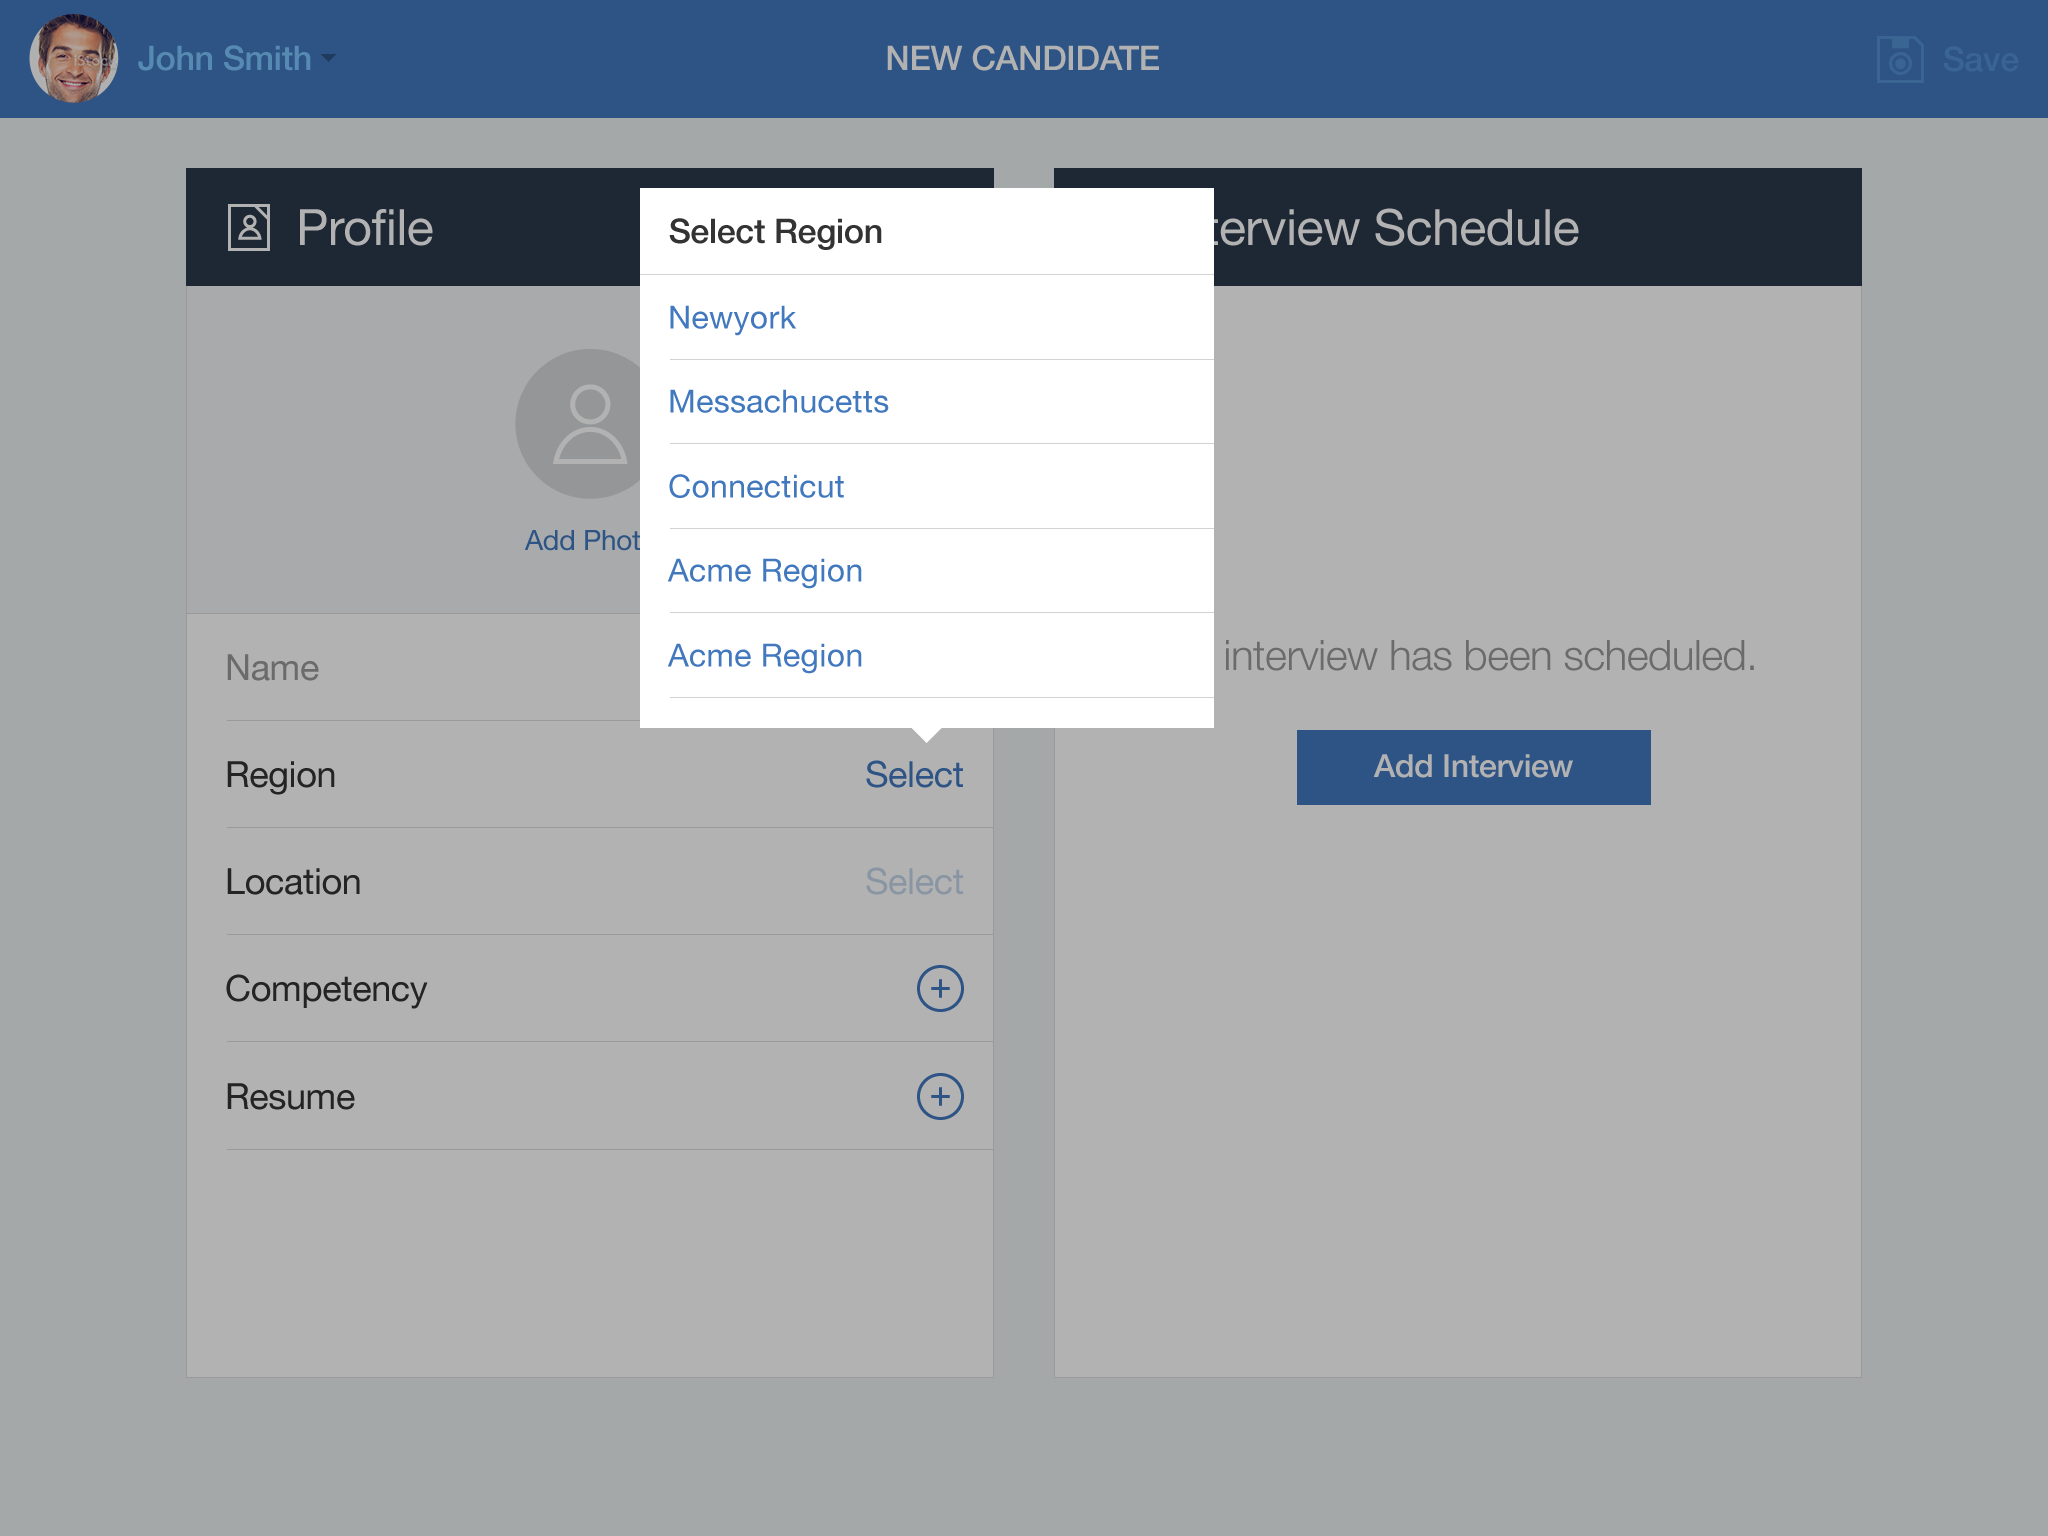 John Smith
NEW CANDIDATE
Save
Profile
terview Schedule
Select Region
Newyork
Messachucetts
Connecticut
Acme Region
Acme Region
Add Phot
Name
interview has been scheduled.
Add Interview
Region Select
Location Select
Competency
Resume